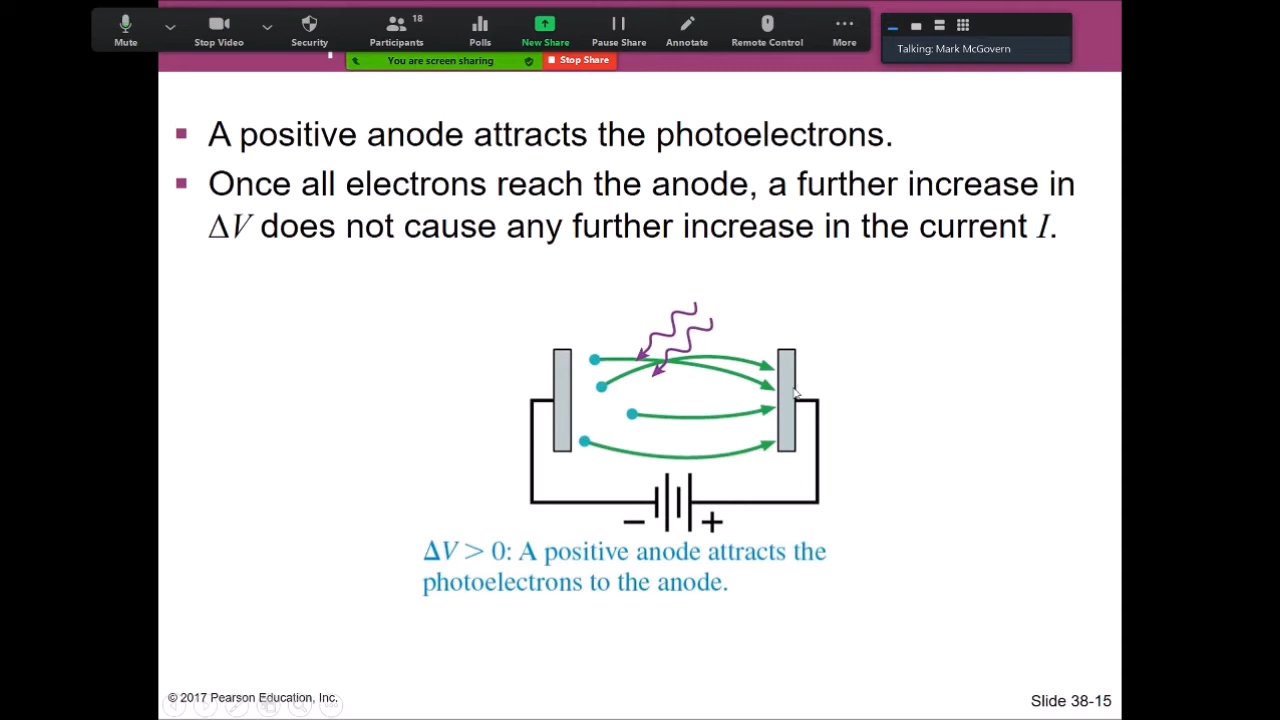 Mute
Stop Video
Security
Participants
18
Polls
New Share
Pause Share
Annotate
Remote Control
More
Talking: Mark McGovern
You are screen sharing
Stop Share
A positive anode attracts the photoelectrons.
Once all electrons reach the anode, a further increase in
ΔV does not cause any further increase in the current I.
− +
ΔV > 0: A positive anode attracts the
photoelectrons to the anode.
© 2017 Pearson Education, Inc.
Slide 38-15